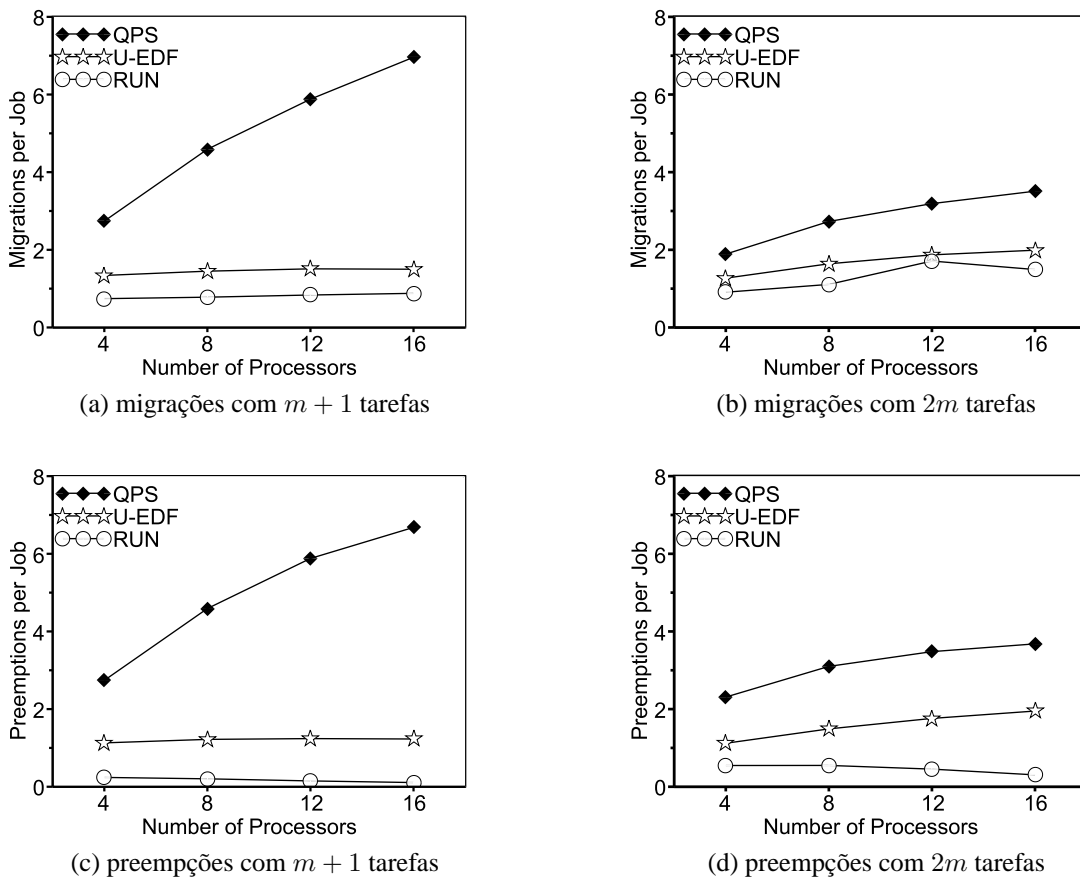 8
QPS
U-EDF
RUN
6
4
2
0
Migrations per Job
4 8 12 16
Number of Processors
(a) migrações com m + 1 tarefas
8
QPS
U-EDF
RUN
6
4
2
0
Migrations per Job
4 8 12 16
Number of Processors
(b) migrações com 2m tarefas
8
QPS
U-EDF
RUN
6
4
2
0
Preemptions per Job
4 8 12 16
Number of Processors
(c) preempções com m + 1 tarefas
8
QPS
U-EDF
RUN
6
4
2
0
Preemptions per Job
4 8 12 16
Number of Processors
(d) preempções com 2m tarefas